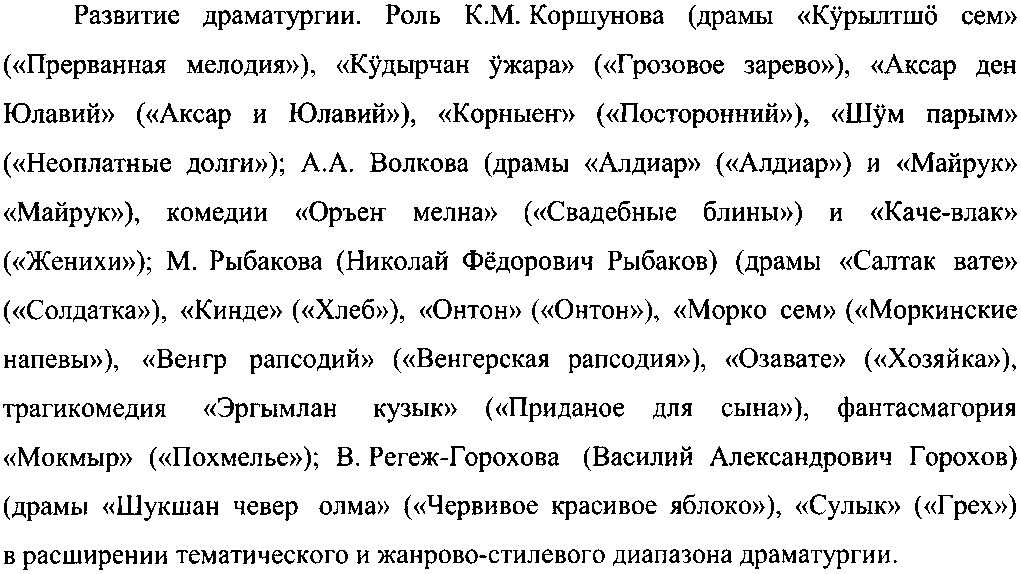 Развитие драматургии. Роль К.М. Коршунова (драмы «Кӱрылтшӧ сем»
(«Прерванная мелодия»), «Кӱдырчан ӱжара» («Грозовое зарево»), «Аксар ден
Юлавий» («Аксар и Юлавий»), «Корныеҥ» («Посторонний»), «Шӱм парым»
(«Неоплатные долги»); А.А. Волкова (драмы «Алдиар» («Алдиар») и «Майрук»
«Майрук»), комедии «Оръеҥ мелна» («Свадебные блины») и «Каче-влак»
(«Женихи»); М. Рыбакова (Николай Фёдорович Рыбаков) (драмы «Салтак вате»
(«Солдатка»), «Кинде» («Хлеб»), «Онтон» («Онтон»), «Морко сем» («Моркинские
напевы»), «Венгр рапсодий» («Венгерская рапсодия»), «Озавате» («Хозяйка»),
трагикомедия «Эргымлан кузык» («Приданое для сына»), фантасмагория
«Мокмыр» («Похмелье»); В. Регеж-Горохова (Василий Александрович Горохов)
(драмы «Шукшан чевер олма» («Червивое красивое яблоко»), «Сулык» («Грех»)
в расширении тематического и жанрово-стилевого диапазона драматургии.